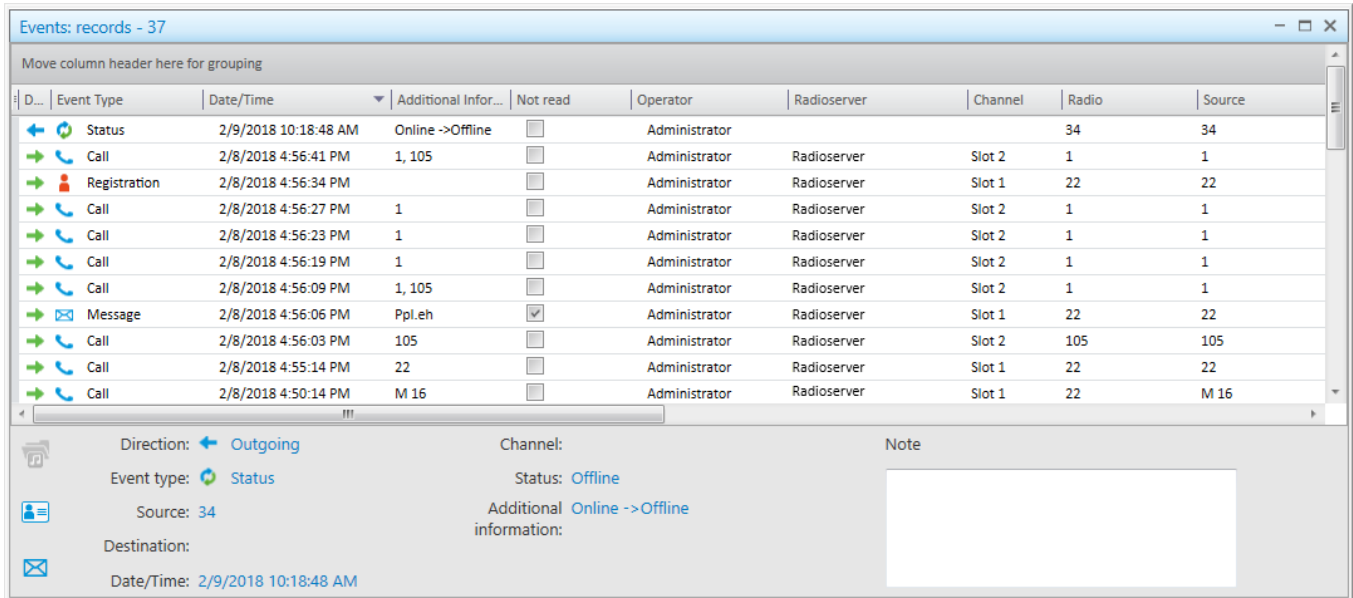 Events: records - 37
Move column header here for grouping
D... Event Type Date/Time Additional Infor... Not read Operator Radioserver Channel Radio Source
Status 2/9/2018 10:18:48 AM Online ->Offline Administrator 34 34
Call 2/8/2018 4:56:41 PM 1, 105 Administrator Radioserver Slot 2 1 1
Registration 2/8/2018 4:56:34 PM Administrator Radioserver Slot 1 22 22
Call 2/8/2018 4:56:27 PM 1 Administrator Radioserver Slot 2 1 1
Call 2/8/2018 4:56:23 PM 1 Administrator Radioserver Slot 2 1 1
Call 2/8/2018 4:56:19 PM 1 Administrator Radioserver Slot 2 1 1
Call 2/8/2018 4:56:09 PM 1, 105 Administrator Radioserver Slot 2 1 1
Message 2/8/2018 4:56:06 PM Ppl.eh Administrator Radioserver Slot 1 22 22
Call 2/8/2018 4:56:03 PM 105 Administrator Radioserver Slot 2 105 105
Call 2/8/2018 4:55:14 PM 22 Administrator Radioserver Slot 1 22 22
Call 2/8/2018 4:50:14 PM M 16 Administrator Radioserver Slot 1 22 M 16
Direction: Outgoing Channel: Note
Event type: Status Status: Offline
Source: 34 Additional information: Online ->Offline
Destination:
Date/Time: 2/9/2018 10:18:48 AM